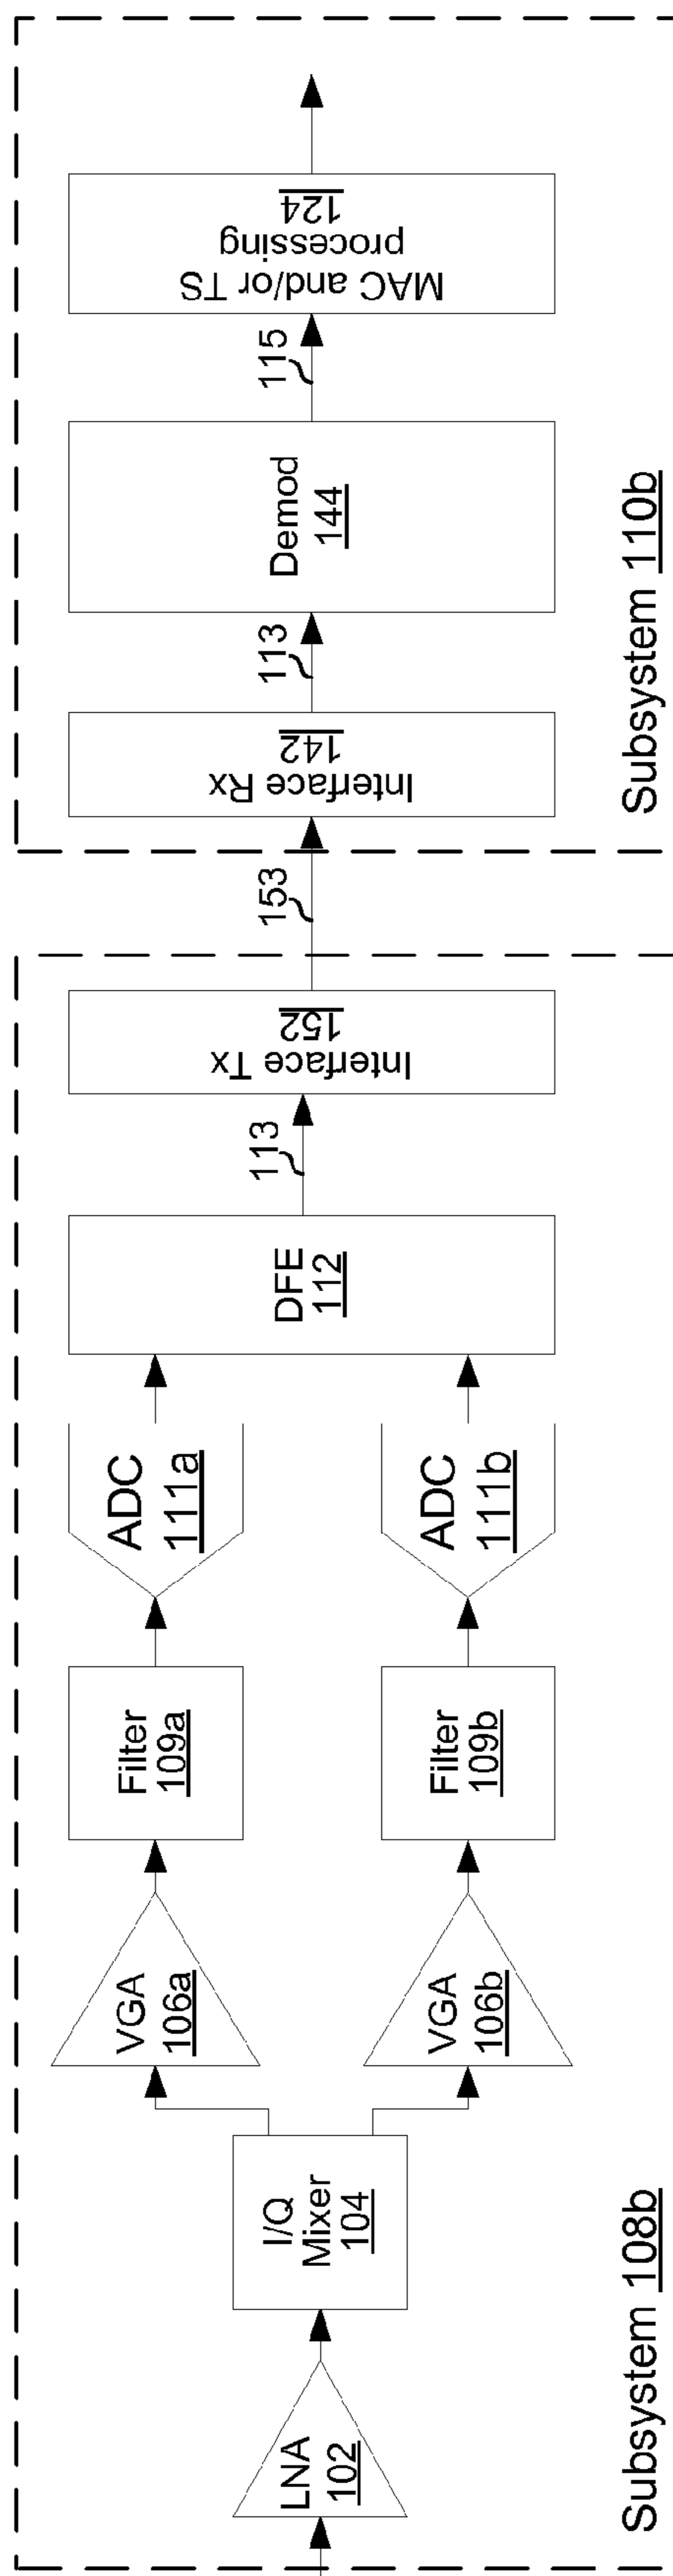 LNA
102
I/Q
Mixer
104
VGA
106a
VGA
106b
Filter
109a
Filter
109b
ADC
111a
ADC
111b
DFE
112
113
Interface Tx
152
Subsystem 108b
153
Interface Rx
142
113
Demod
144
115
MAC and/or TS
processing
124
Subsystem 110b